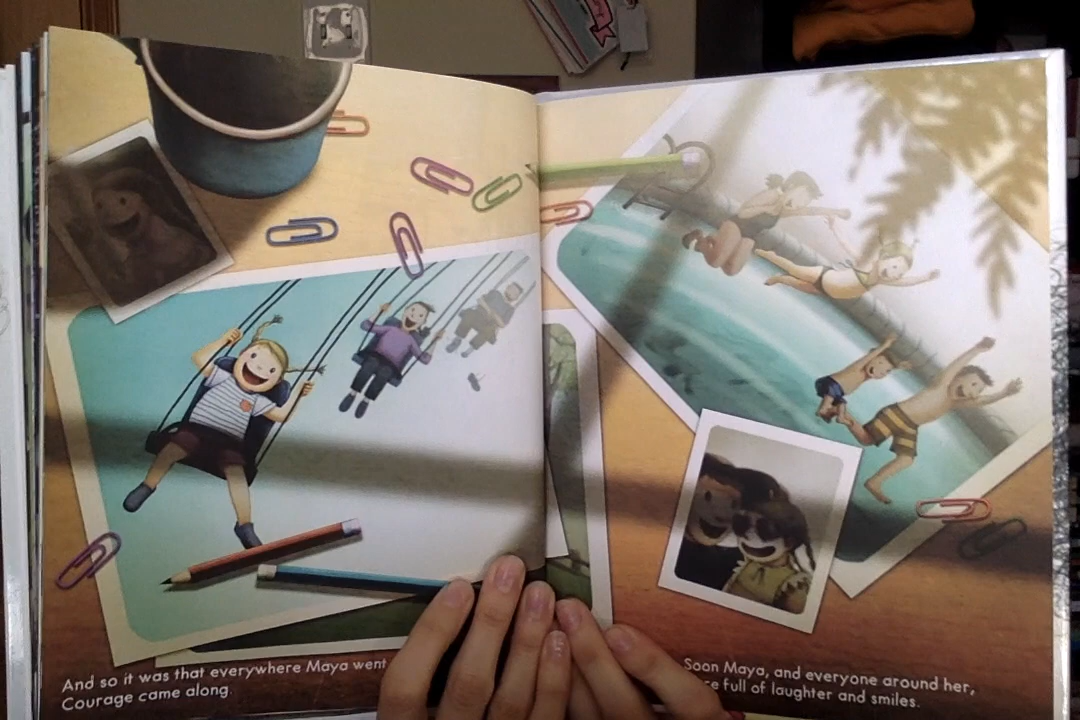 And so it was that everywhere Maya went
Courage came along.
Soon Maya, and everyone around her,
full of laughter and smiles.